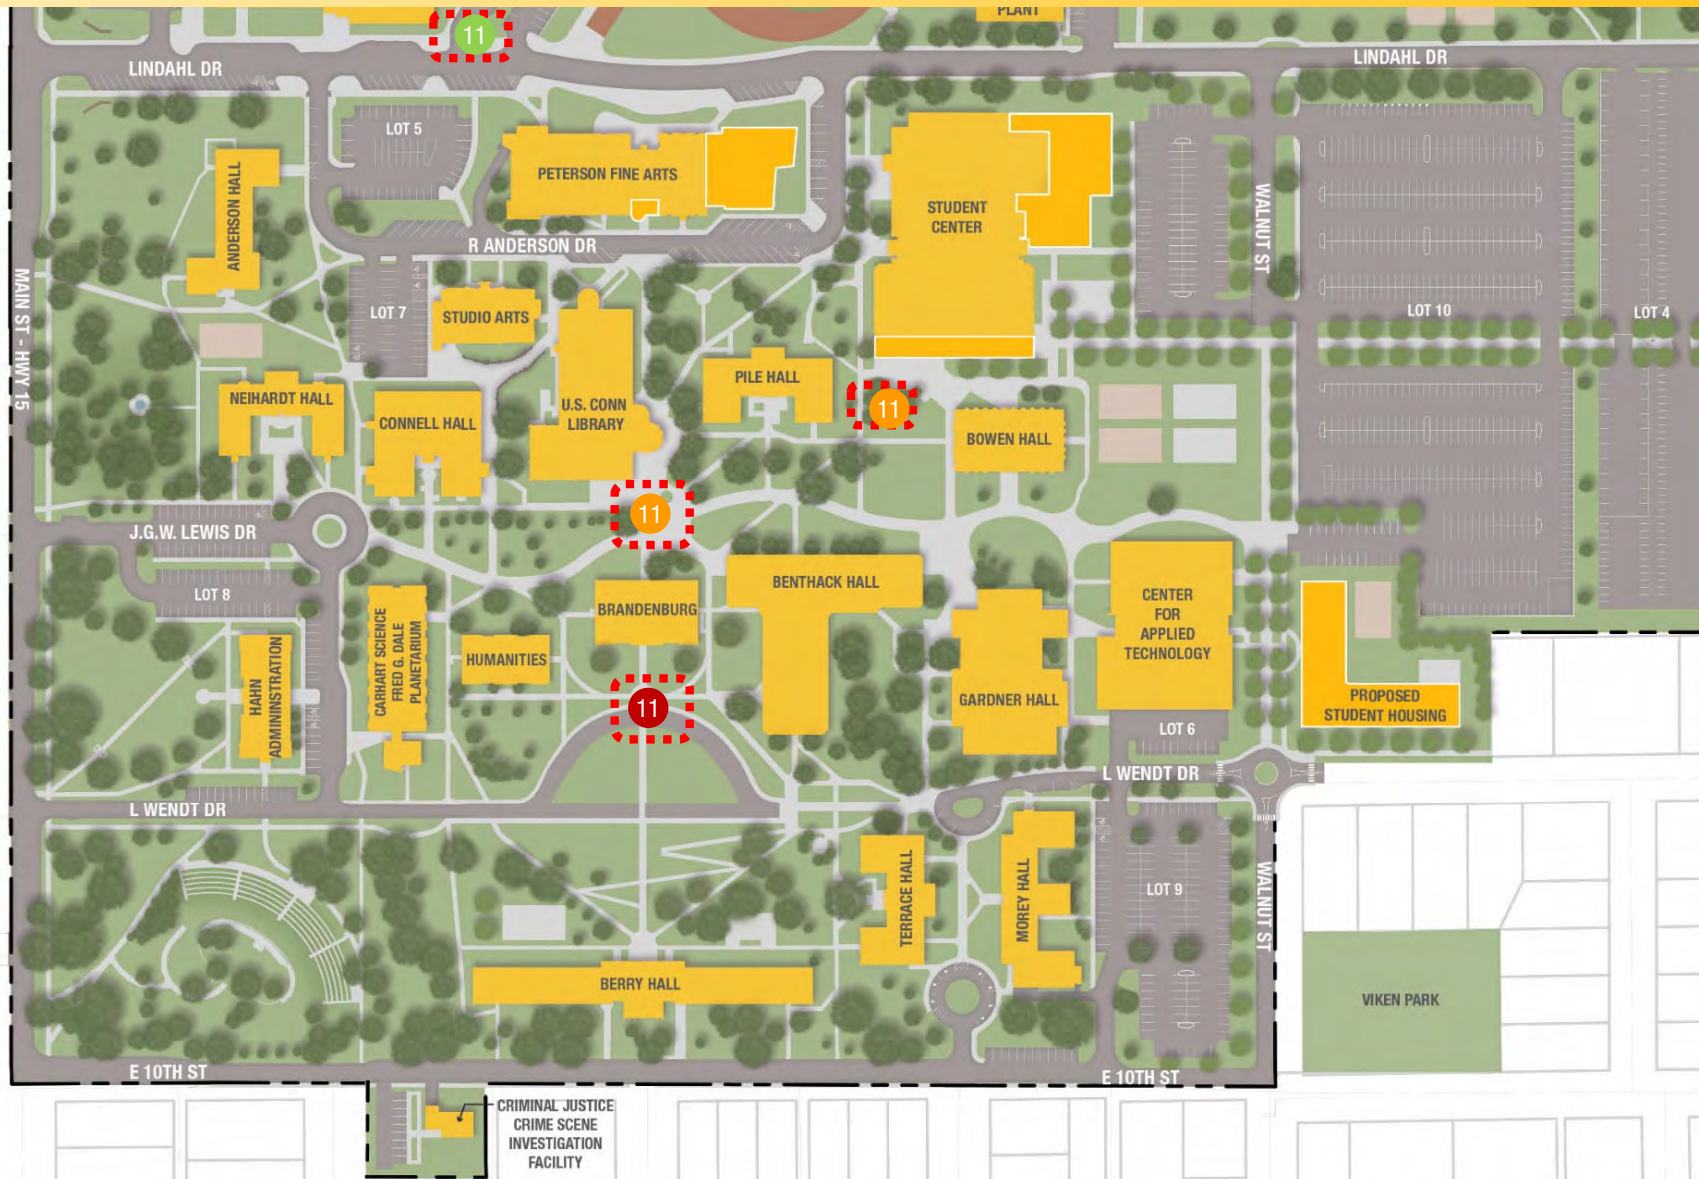 PLANT
11
LINDAHL DR
LINDAHL DR
LOT 5
PETERSON FINE ARTS
ANDERSON HALL
STUDENT
CENTER
R ANDERSON DR
WALNUT ST
MAIN ST - HWY 15
LOT 7
STUDIO ARTS
LOT 10
LOT 4
PILE HALL
NEIHARDT HALL
U.S. CONN
LIBRARY
11
CONNELL HALL
BOWEN HALL
11
J.G.W. LEWIS DR
BENTHACK HALL
LOT 8
BRANDENBURG
CENTER
FOR
APPLIED
TECHNOLOGY
CARHART SCIENCE
FRED G. DALE
PLANETARIUM
HUMANITIES
HAHN
ADMININSTRATION
11
GARDNER HALL
PROPOSED
STUDENT HOUSING
LOT 6
L WENDT DR
L WENDT DR
TERRACE HALL
MOREY HALL
LOT 9
WALNUT ST
BERRY HALL
VIKEN PARK
E 10TH ST
E 10TH ST
CRIMINAL JUSTICE
CRIME SCENE
INVESTIGATION
FACILITY